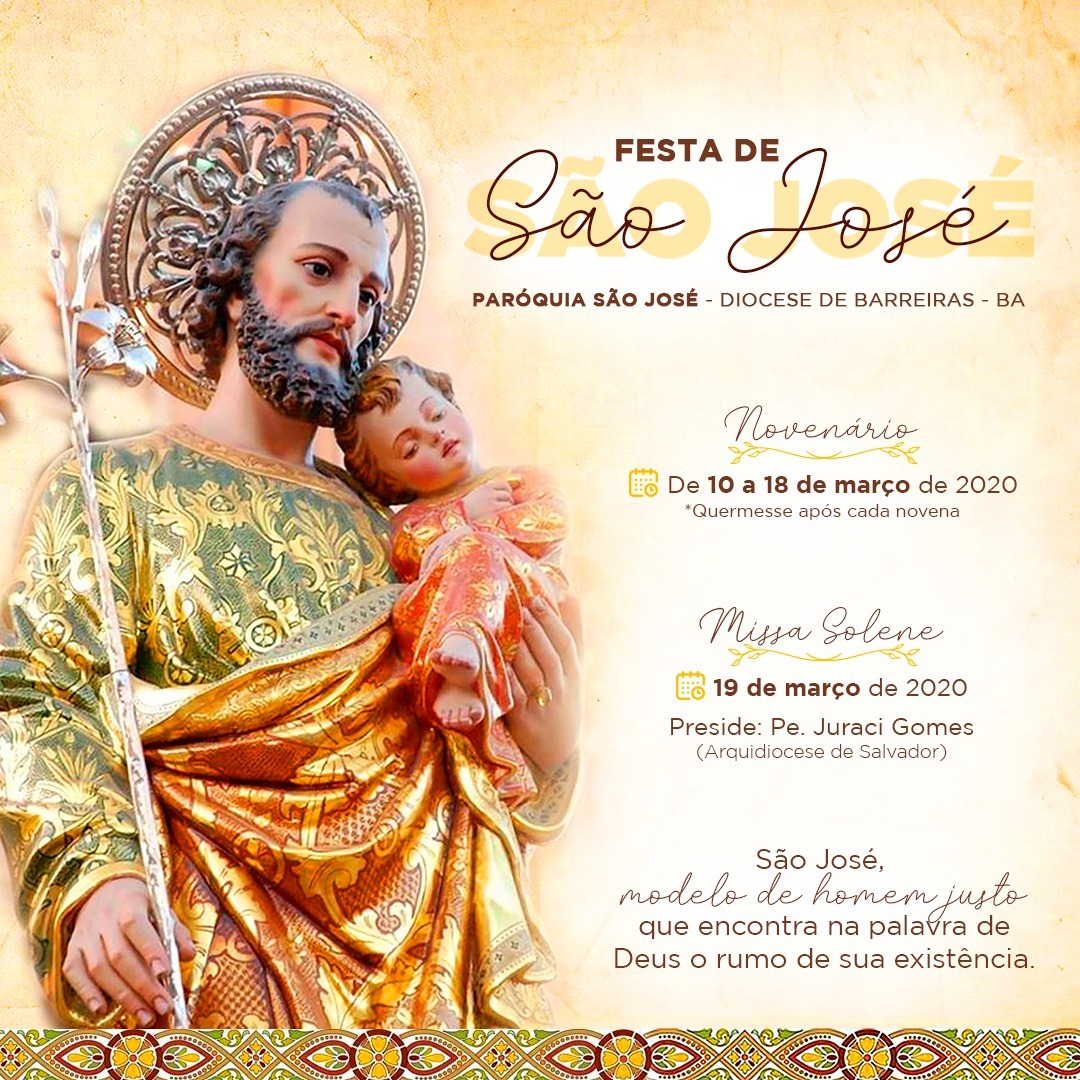 FESTA DE
SÃO JOSÉ
São José
PARÓQUIA SÃO JOSÉ - DIOCESE DE BARREIRAS - BA
Novenário
De 10 a 18 de março de 2020
*Quermesse após cada novena
Missa Solene
19 de março de 2020
Preside: Pe. Juraci Gomes
(Arquidiocese de Salvador)
São José,
modelo de homem justo
que encontra na palavra de
Deus o rumo de sua existência.